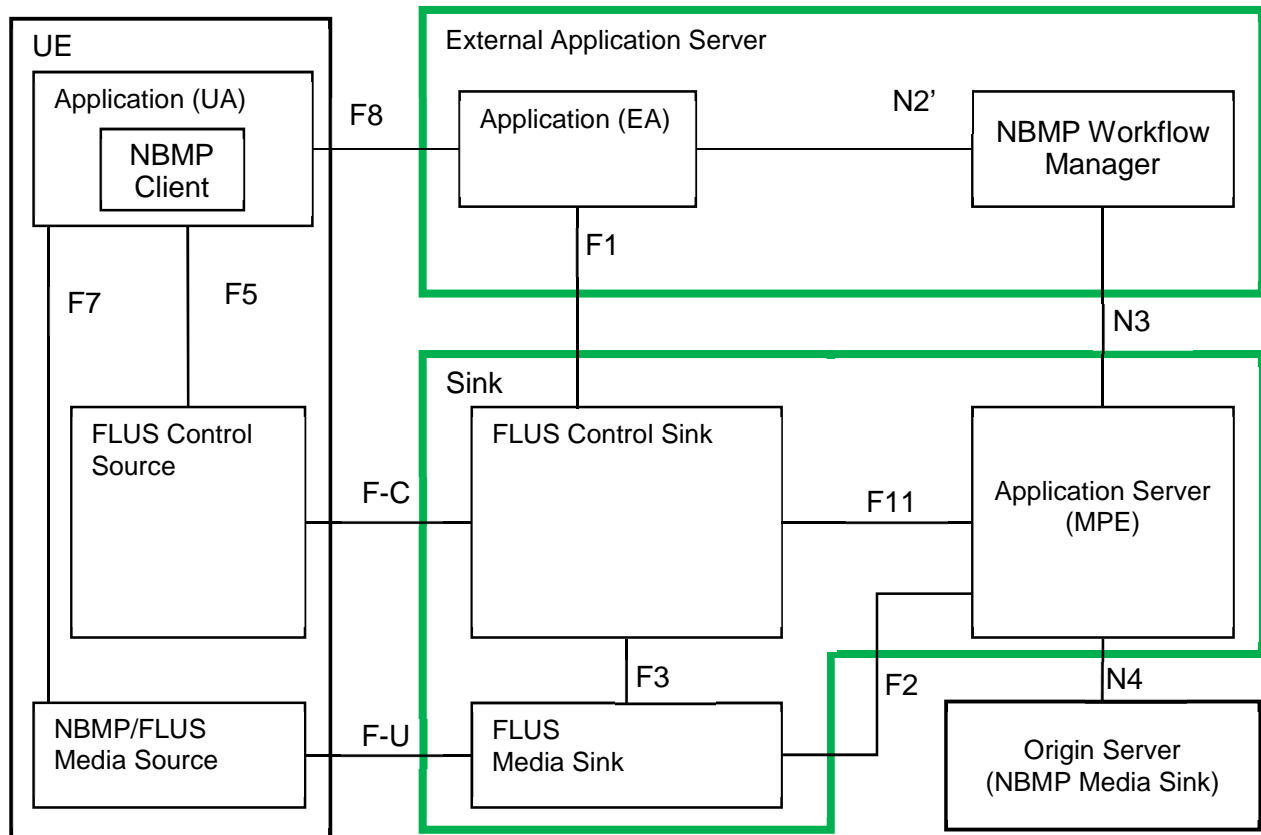 UE
External Application Server
Application (UA)
NBMP
Client
F8
Application (EA)
N2’
NBMP Workflow
Manager
F7
F5
F1
N3
Sink
FLUS Control
Source
F-C
FLUS Control Sink
F11
Application Server
(MPE)
F3
F2
N4
NBMP/FLUS
Media Source
F-U
FLUS
Media Sink
Origin Server
(NBMP Media Sink)